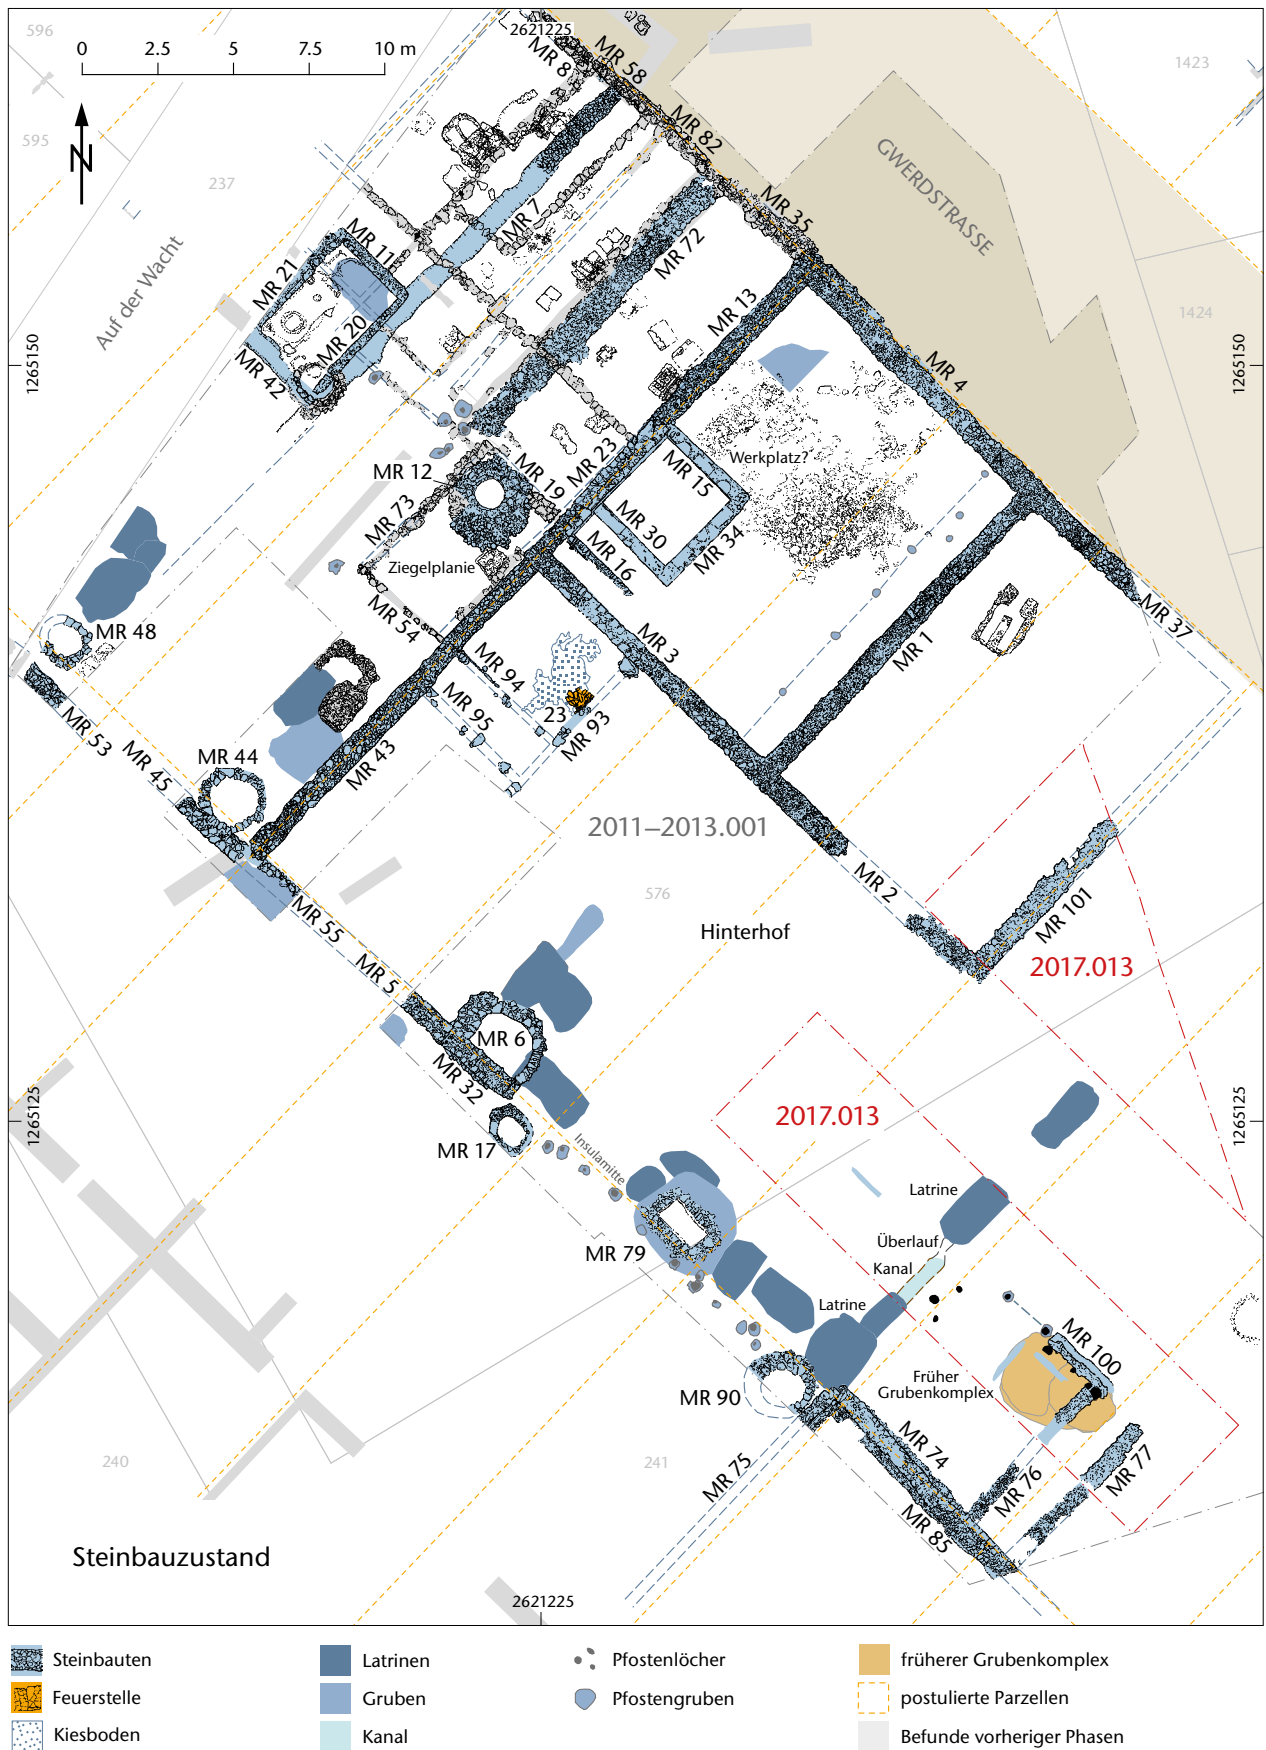 596
0
2.5
5
7.5
10 m
2621225
1423
MR 8
MR 58
595
N
MR 82
GWERDSTRASSE
237
MR 7
MR 35
MR 11
MR 72
1424
MR 21
Auf der Wacht
MR 13
MR 20
1265150
1265150
MR 42
MR 4
MR 23
MR 15
Werkplatz?
MR 12
MR 19
MR 73
MR 30
MR 34
MR 16
Ziegelplanie
MR 54
MR 37
MR 48
MR 3
MR 1
MR 94
MR 95
23
MR 93
MR 53
MR 45
MR 44
MR 43
2011–2013.001
MR 2
576
MR 101
MR 55
Hinterhof
2017.013
MR 5
MR 6
MR 32
1265125
2017.013
1265125
MR 17
Insulamitte
Latrine
MR 79
Überlauf
Kanal
Latrine
MR 100
Früher
Grubenkomplex
MR 90
240
241
MR 75
MR 74
MR 76
MR 77
MR 85
Steinbauzustand
2621225
Steinbauten
Latrinen
Pfostenlöcher
früherer Grubenkomplex
Feuerstelle
Gruben
Pfostengruben
postulierte Parzellen
Kiesboden
Kanal
Befunde vorheriger Phasen